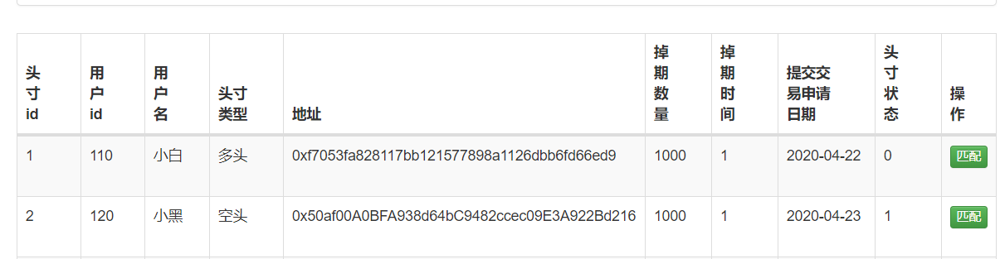 头寸id 用户id 用户名 头寸类型 地址 掉期数量 掉期时间 提交交易申请日期 头寸状态 操作
1 110 小白 多头 0xf7053fa828117bb121577898a1126dbb6fd66ed9 1000 1 2020-04-22 0 匹配
2 120 小黑 空头 0x50af00A0BFA938d64bC9482ccec09E3A922Bd216 1000 1 2020-04-23 1 匹配